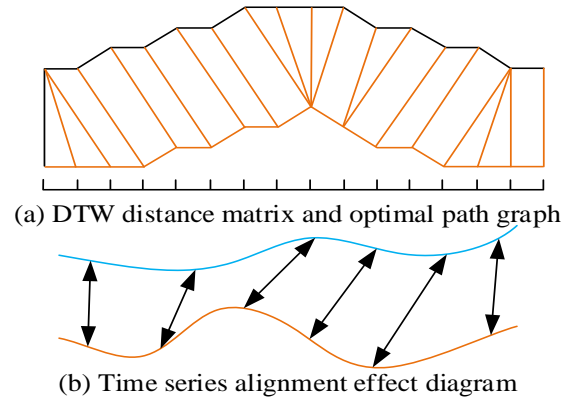 (a) DTW distance matrix and optimal path graph
(b) Time series alignment effect diagram